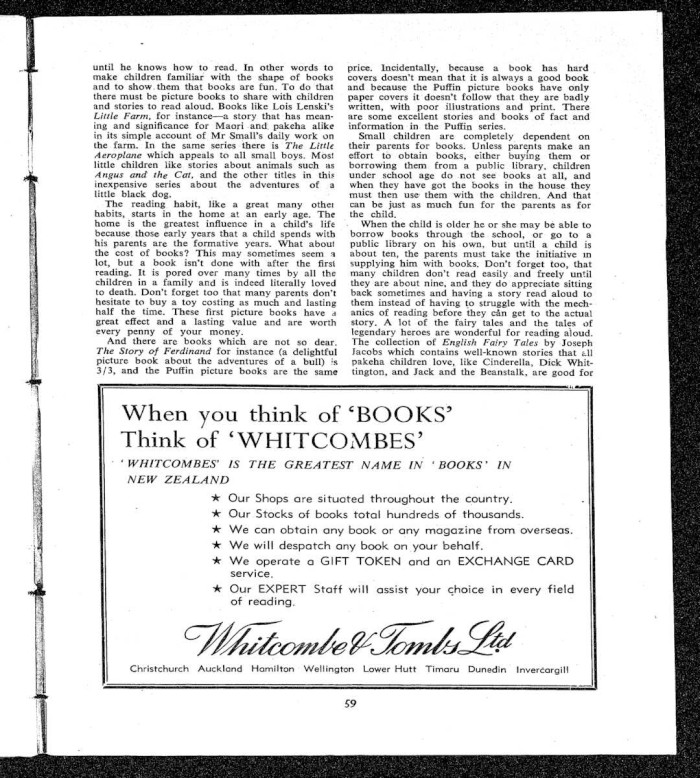 until he knows how to read. In other words to
make children familiar with the shape of books
and to show them that books are fun. To do that
there must be picture books to share with children
and stories to read aloud. Books like Lois Lenski's
Little Farm, for instance—a story that has mean-
ing and significance for Maori and pakeha alike
in its simple account of Mr Small's daily work on
the farm. In the same series there is The Little
Aeroplane which appeals to all small boys. Most
little children like stories about animals such as
Angus and the Cat, and the other titles in this
inexpensive series about the adventures of a
little black dog.
The reading habit, like a great many other
habits, starts in the home at an early age. The
home is the greatest influence in a child's life
because those early years that a child spends with
his parents are the formative years. What about
the cost of books? This may sometimes seem a
lot, but a book isn't done with after the first
reading. It is pored over many times by all the
children in a family and is indeed literally loved
to death. Don't forget too that many parents don't
hesitate to buy a toy costing as much and lasting
half the time. These first picture books have a
great effect and a lasting value and are worth
every penny of your money.
And there are books which are not so dear.
The Story of Ferdinand for instance (a delightful
picture book about the adventures of a bull) is
3/3, and the Puffin picture books are the same
price. Incidentally, because a book has hard
covers doesn't mean that it is always a good book
and because the Puffin picture books have only
paper covers it doesn't follow that they are badly
written, with poor illustrations and print. There
are some excellent stories and books of fact and
information in the Puffin series.
Small children are completely dependent on
their parents for books. Unless parents make an
effort to obtain books, either buying them or
borrowing them from a public library, children
under school age do not see books at all, and
when they have got the books in the house they
must then use them with the children. And that
can be just as much fun for the parents as for
the child.
When the child is older he or she may be able to
borrow books through the school, or go to a
public library on his own, but until a child is
about ten, the parents must take the initiative in
supplying him with books. Don't forget too, that
many children don't read easily and freely until
they are about nine, and they do appreciate sitting
back sometimes and having a story read aloud to
them instead of having to struggle with the mech-
anics of reading before they can get to the actual
story. A lot of the fairy tales and the tales of
legendary heroes are wonderful for reading aloud.
The collection of English Fairy Tales by Joseph
Jacobs which contains well-known stories that all
pakeha children love, like Cinderella, Dick Whit-
tington, and Jack and the Beanstalk, are good for
When you think of 'BOOKS'
Think of 'WHITCOMBES'
'WHITCOMBES' IS THE GREATEST NAME IN 'BOOKS' IN
NEW ZEALAND
★ Our Shops are situated throughout the country.
★ Our Stocks of books total hundreds of thousands.
★ We can obtain any book or any magazine from overseas.
★ We will despatch any book on your behalf.
★ We operate a GIFT TOKEN and an EXCHANGE CARD
service.
★ Our EXPERT Staff will assist your choice in every field
of reading.
Whitcombe & Tombs Ltd
Christchurch Auckland Hamilton Wellington Lower Hutt Timaru Dunedin Invercargill
59